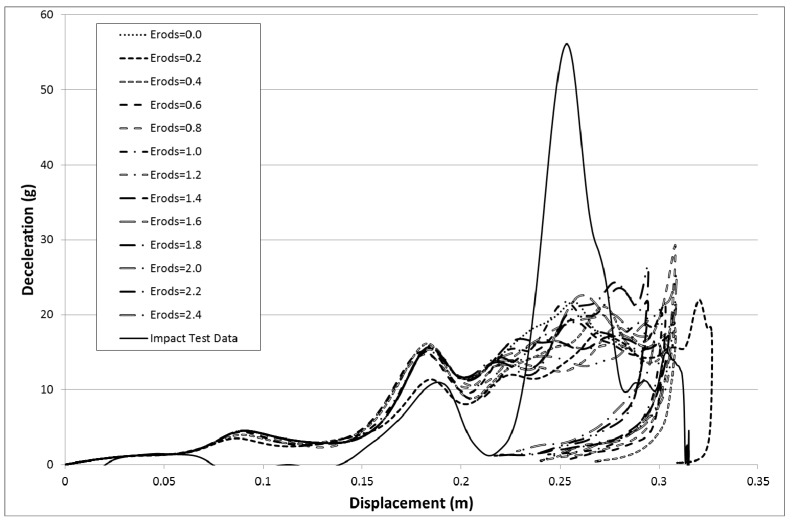 60
50
40
30
20
10
0
Deceleration (g)
Erods=0.0
Erods=0.2
Erods=0.4
Erods=0.6
Erods=0.8
Erods=1.0
Erods=1.2
Erods=1.4
Erods=1.6
Erods=1.8
Erods=2.0
Erods=2.2
Erods=2.4
Impact Test Data
0 0.05 0.1 0.15 0.2 0.25 0.3 0.35
Displacement (m)